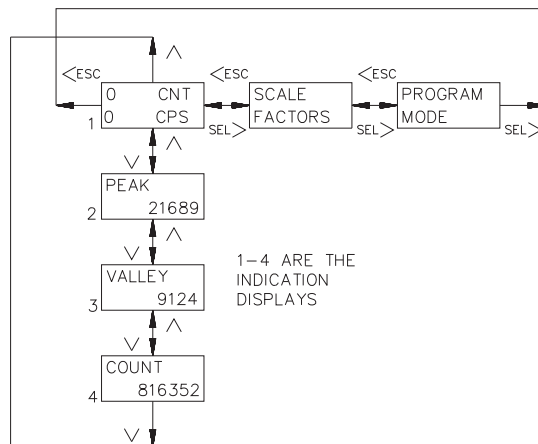 <ESC <ESC <ESC
0 CNT
0 CPS
1
SCALE
FACTORS
PROGRAM
MODE
SEL> SEL> SEL>
PEAK
21689
2
VALLEY
9124
3
1-4 ARE THE
INDICATION
DISPLAYS
COUNT
816352
4